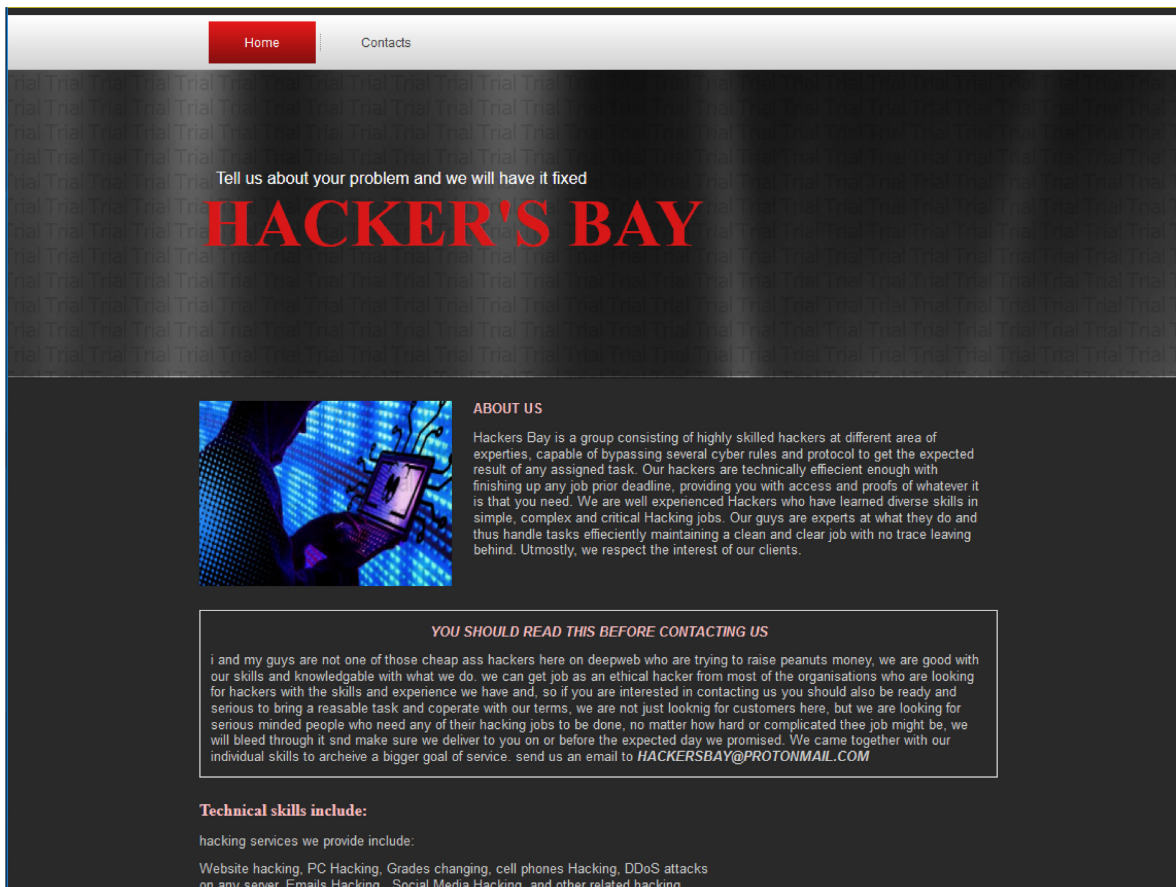 Home
Contacts
Tell us about your problem and we will have it fixed
HACKER'S BAY
ABOUT US
Hackers Bay is a group consisting of highly skilled hackers at different area of
experties, capable of bypassing several cyber rules and protocol to get the expected
result of any assigned task. Our hackers are technically effiecient enough with
finishing up any job prior deadline, providing you with access and proofs of whatever it
is that you need. We are well experienced Hackers who have learned diverse skills in
simple, complex and critical Hacking jobs. Our guys are experts at what they do and
thus handle tasks effieciently maintaining a clean and clear job with no trace leaving
behind. Utmostly, we respect the interest of our clients.
YOU SHOULD READ THIS BEFORE CONTACTING US
i and my guys are not one of those cheap ass hackers here on deepweb who are trying to raise peanuts money, we are good with
our skills and knowledgable with what we do. we can get job as an ethical hacker from most of the organisations who are looking
for hackers with the skills and experience we have and, so if you are interested in contacting us you should also be ready and
serious to bring a reasable task and coperate with our terms, we are not just looknig for customers here, but we are looking for
serious minded people who need any of their hacking jobs to be done, no matter how hard or complicated thee job might be, we
will bleed through it snd make sure we deliver to you on or before the expected day we promised. We came together with our
individual skills to archeive a bigger goal of service. send us an email to HACKERSBAY@PROTONMAIL.COM
Technical skills include:
hacking services we provide include:
Website hacking, PC Hacking, Grades changing, cell phones Hacking, DDoS attacks
on any server, Emails Hacking, Social Media Hacking, and other related hacking